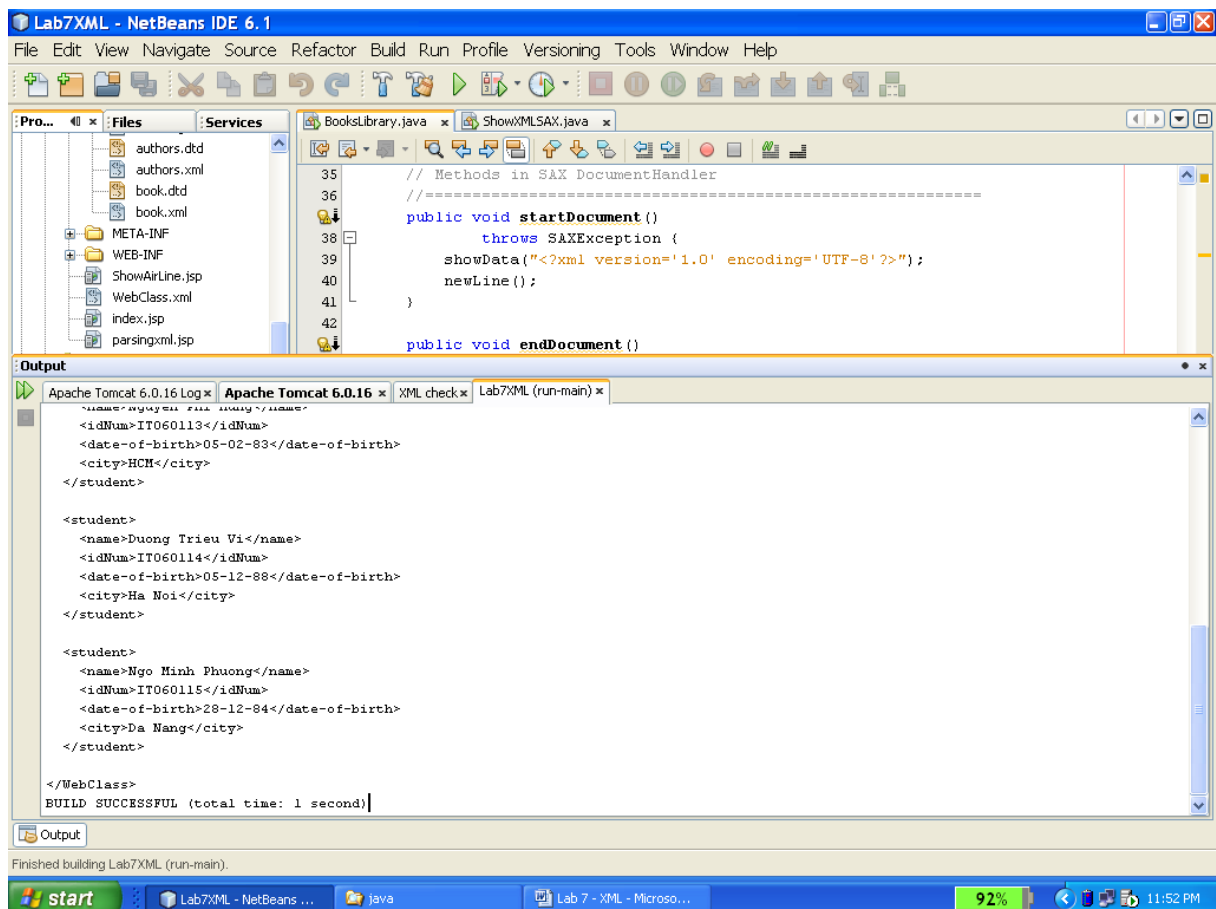 Lab7XML - NetBeans IDE 6.1
File Edit View Navigate Source Refactor Build Run Profile Versioning Tools Window Help
Pro... Files Services
authors.dtd
authors.xml
book.dtd
book.xml
META-INF
WEB-INF
ShowAirLine.jsp
WebClass.xml
index.jsp
parsingxml.jsp
BooksLibrary.java x ShowXMLSAX.java x
35 // Methods in SAX DocumentHandler
36 //===========================================================
public void startDocument()
38 throws SAXException {
39 showData("<?xml version='1.0' encoding='UTF-8'?>");
40 newLine();
41 }
42
public void endDocument()
Output
Apache Tomcat 6.0.16 Log x Apache Tomcat 6.0.16 x XML check x Lab7XML (run-main) x
<idNum>IT060113</idNum>
<date-of-birth>05-02-83</date-of-birth>
<city>HCM</city>
</student>
<student>
<name>Duong Trieu Vi</name>
<idNum>IT060114</idNum>
<date-of-birth>05-12-88</date-of-birth>
<city>Ha Noi</city>
</student>
<student>
<name>Ngo Minh Phuong</name>
<idNum>IT060115</idNum>
<date-of-birth>28-12-84</date-of-birth>
<city>Da Nang</city>
</student>
</WebClass>
BUILD SUCCESSFUL (total time: 1 second)
Output
Finished building Lab7XML (run-main).
start Lab7XML - NetBeans ... java Lab 7 - XML - Microso... 92% 11:52 PM